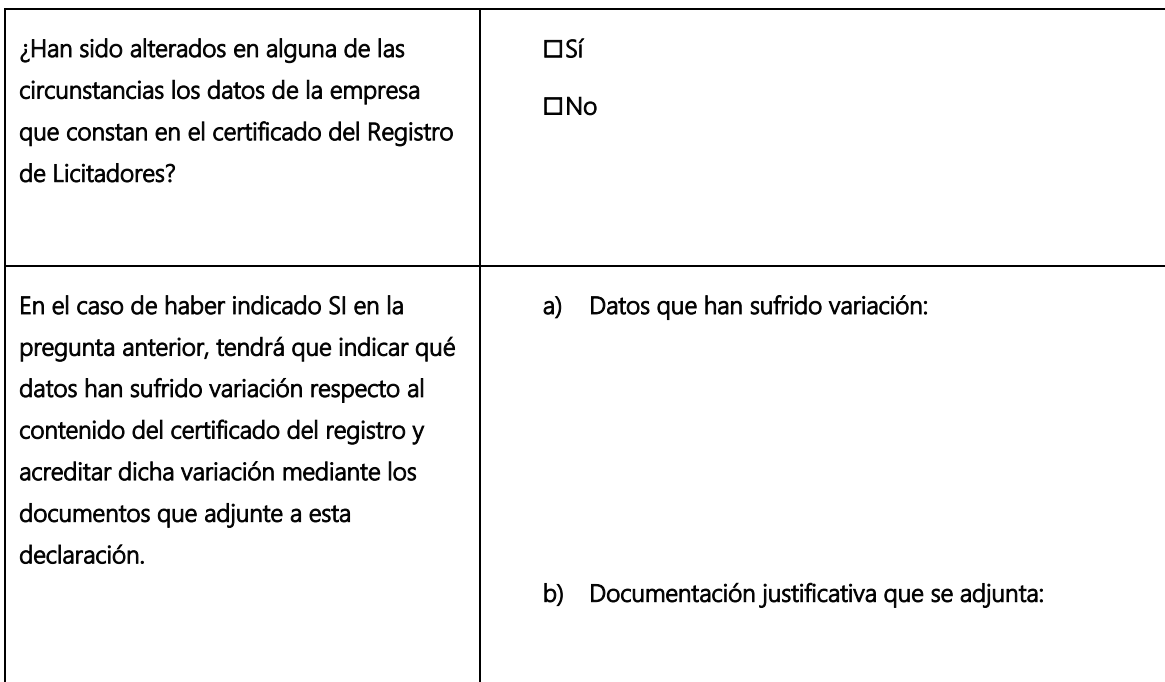 ¿Han sido alterados en alguna de las
circunstancias los datos de la empresa
que constan en el certificado del Registro
de Licitadores?
☐Sí
☐No
En el caso de haber indicado SI en la
pregunta anterior, tendrá que indicar qué
datos han sufrido variación respecto al
contenido del certificado del registro y
acreditar dicha variación mediante los
documentos que adjunte a esta
declaración.
a) Datos que han sufrido variación:
b) Documentación justificativa que se adjunta: